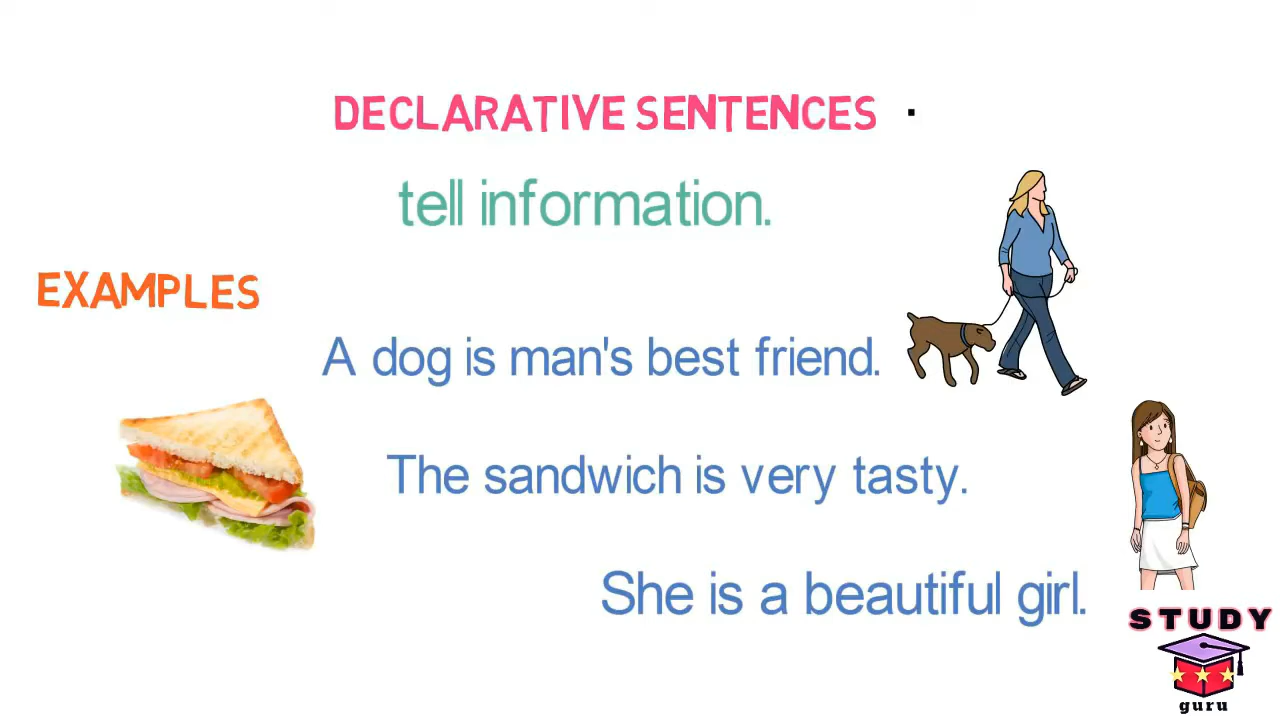 DECLARATIVE SENTENCES .
tell information.
EXAMPLES
A dog is man's best friend.
The sandwich is very tasty.
She is a beautiful girl.
STUDY
guru